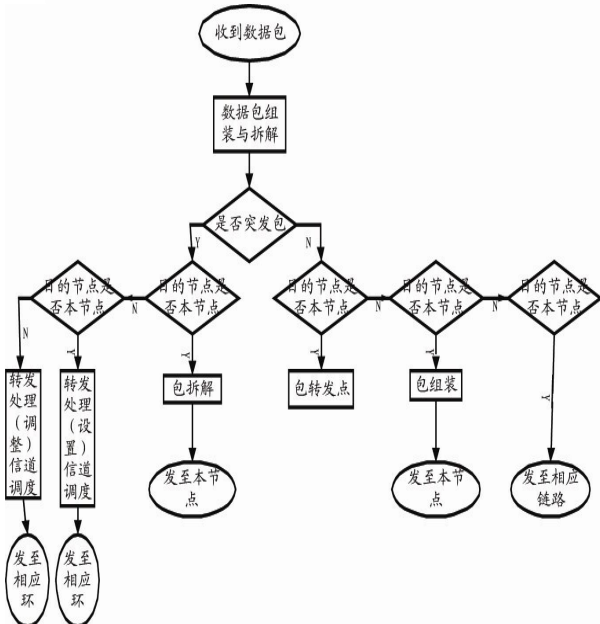 收到数据包
数据包组
装与拆解
是否突发包
Y
N
目的节点是
否本节点
N
目的节点是
否本节点
目的节点是
否本节点
N
目的节点是
否本节点
N
目的节点是
否本节点
N
Y
Y
Y
Y
Y
转发
处理
（调
整）
信道
调度
转发
处理
（设
置）
信道
调度
包拆解
包转发点
包组装
发至本节
点
发至本节
点
发至相应
链路
发至
相应
环
发至
相应
环